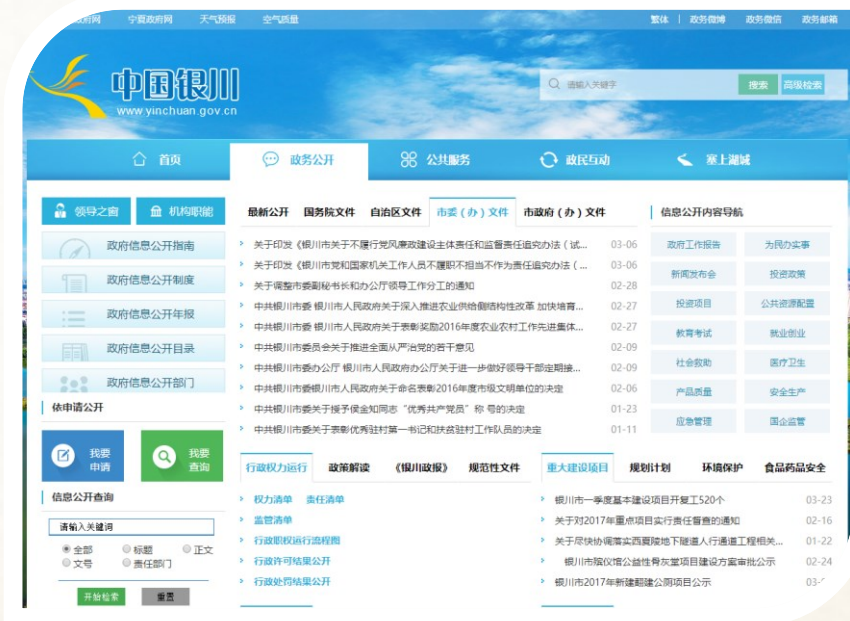 政府网 宁夏政府网 天气预报 空气质量 繁体 | 政务微博 政务微信 政务邮箱
中国银川
www.yinchuan.gov.cn
请输入关键字 搜索 高级检索
首页 政务公开 公共服务 政民互动 塞上湖城
领导之窗 机构职能
政府信息公开指南
政府信息公开制度
政府信息公开年报
政府信息公开目录
政府信息公开部门
依申请公开
我要申请 我要查询
信息公开查询
请输入关键词
全部 标题 正文
文号 责任部门
开始检索 重置
最新公开 国务院文件 自治区文件 市委(办)文件 市政府(办)文件
关于印发《银川市关于不履行党风廉政建设主体责任和监督责任追究办法(试... 03-06
关于印发《银川市党和国家机关工作人员不履职不担当不作为责任追究办法(... 03-06
关于调整市委副秘书长和办公厅领导工作分工的通知 02-28
中共银川市委 银川市人民政府关于深入推进农业供给侧结构性改革 加快培育... 02-27
中共银川市委 银川市人民政府关于表彰奖励2016年度农业农村工作先进集体... 02-27
中共银川市委员会关于推进全面从严治党的若干意见 02-09
中共银川市委办公厅 银川市人民政府办公厅关于进一步做好领导干部定期接... 02-09
中共银川市委银川市人民政府关于命名表彰2016年度市级文明单位的决定 02-06
中共银川市委关于授予侯金知同志“优秀共产党员”称 号的决定 01-23
中共银川市委关于表彰优秀驻村第一书记和扶贫驻村工作队员的决定 01-11
信息公开内容导航
政府工作报告 为民办实事
新闻发布会 投资政策
投资项目 公共资源配置
教育考试 就业创业
社会救助 医疗卫生
产品质量 安全生产
应急管理 国企监管
行政权力运行 政策解读 《银川政报》 规范性文件
权力清单 责任清单
监管清单
行政职权运行流程图
行政许可结果公开
行政处罚结果公开
重大建设项目 规划计划 环境保护 食品药品安全
银川市一季度基本建设项目开复工520个 03-23
关于对2017年重点项目实行责任督查的通知 02-16
关于尽快协调落实西夏陵地下隧道人行通道工程相关... 01-22
银川市殡仪馆公益性骨灰堂项目建设方案审批公示 02-24
银川市2017年新建翻建公厕项目公示 03-